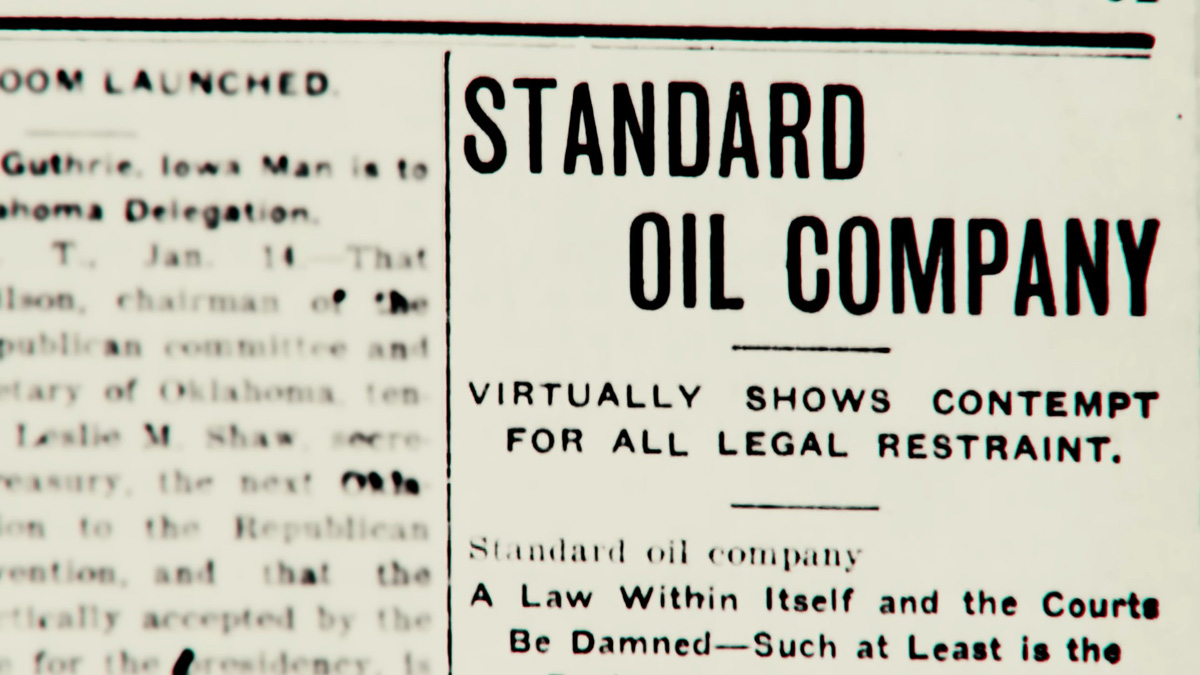 OOM LAUNCHED.
Guthrie, Iowa Man is to
ahoma Delegation.
T., Jan. 14.—That
ilson, chairman of the
publican committee and
etary of Oklahoma, ten-
Leslie M. Shaw, secre-
reasury, the next Okla-
ion to the Republican
vention, and that the
ctically accepted by the
for the presidency, is
STANDARD
OIL COMPANY
VIRTUALLY SHOWS CONTEMPT
FOR ALL LEGAL RESTRAINT.
Standard oil company
A Law Within Itself and the Courts
Be Damned—Such at Least is the